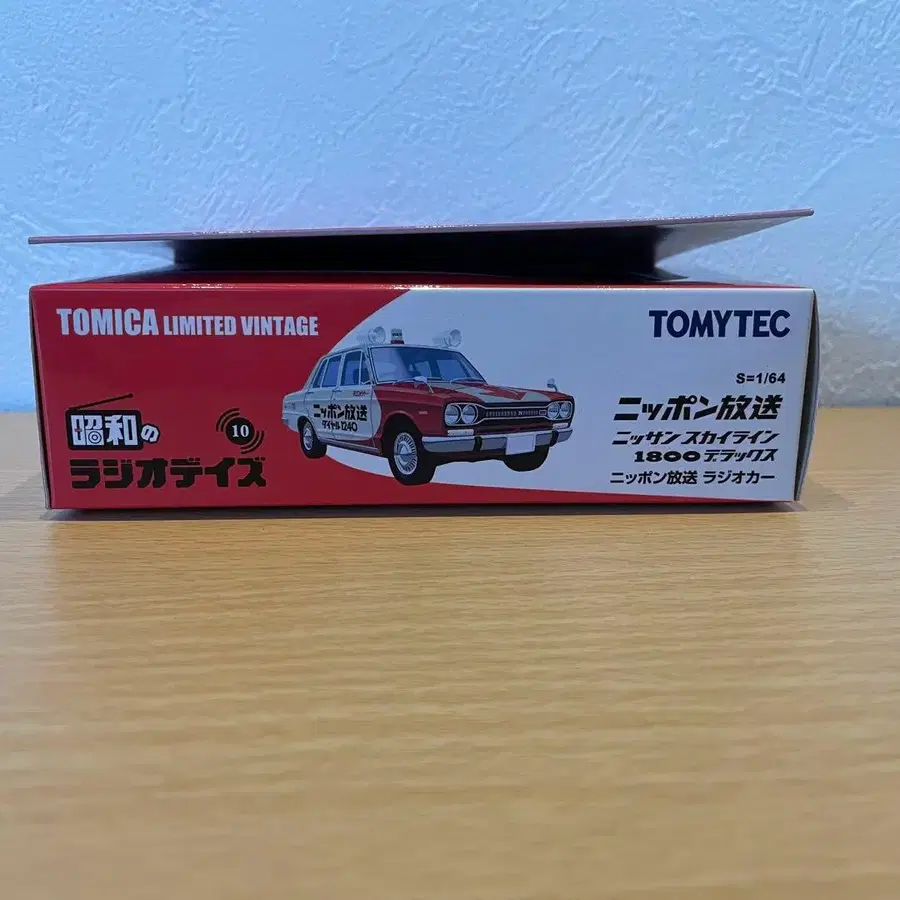 TOMICA LIMITED VINTAGE
昭和の
ラジオデイズ
10
ニッポン放送
ダイヤル1240
TOMYTEC
S=1/64
ニッポン放送
ニッサン スカイライン
1800 デラックス
ニッポン放送 ラジオカー